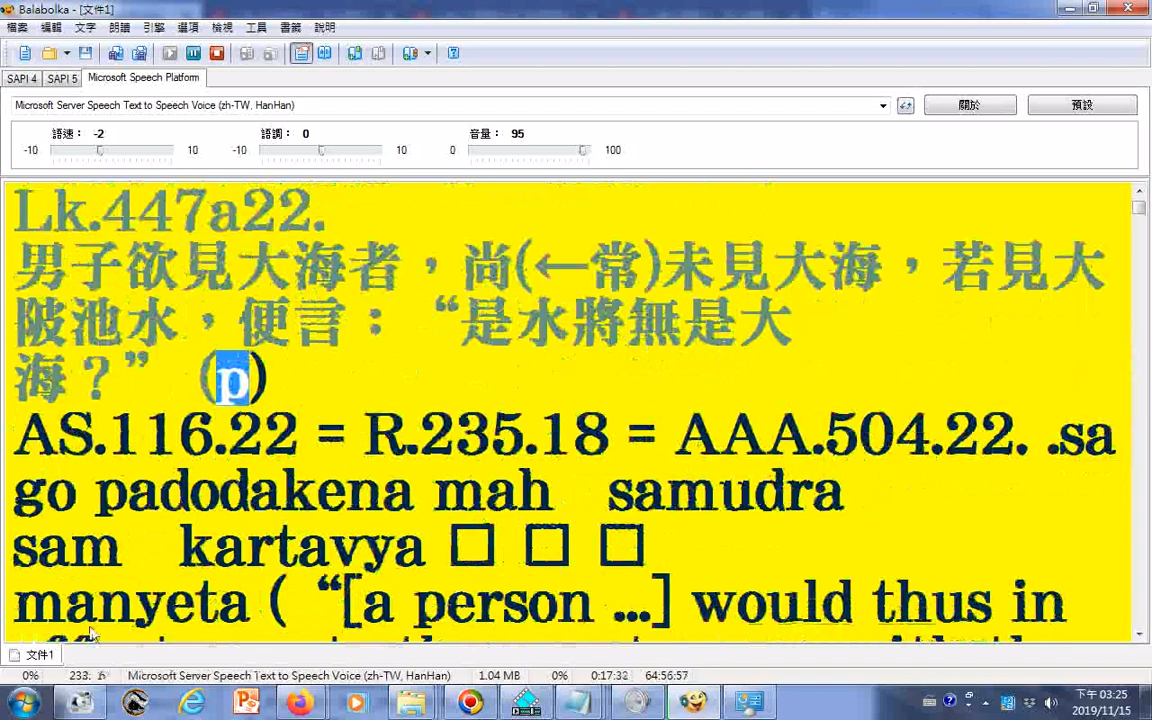 Balabolka - [文件1]
檔案 編輯 文字 朗讀 引擎 選項 檢視 工具 書籤 說明
SAPI 4 SAPI 5 Microsoft Speech Platform
Microsoft Server Speech Text to Speech Voice (zh-TW, HanHan) 關於 預設
語速： -2 語調： 0 音量： 95
-10 10 -10 10 0 100
Lk.447a22.
男子欲見大海者，尚(←常)未見大海，若見大
陂池水，便言：“是水將無是大
海？” (p)
AS.116.22 = R.235.18 = AAA.504.22. .sa
go padodakena mah samudra
sam kartavya □ □ □
manyeta ( “[a person ...] would thus in
文件1
0% 233: Microsoft Server Speech Text to Speech Voice (zh-TW, HanHan) 1.04 MB 0% 0:17:32 64:56:57
下午 03:25
2019/11/15